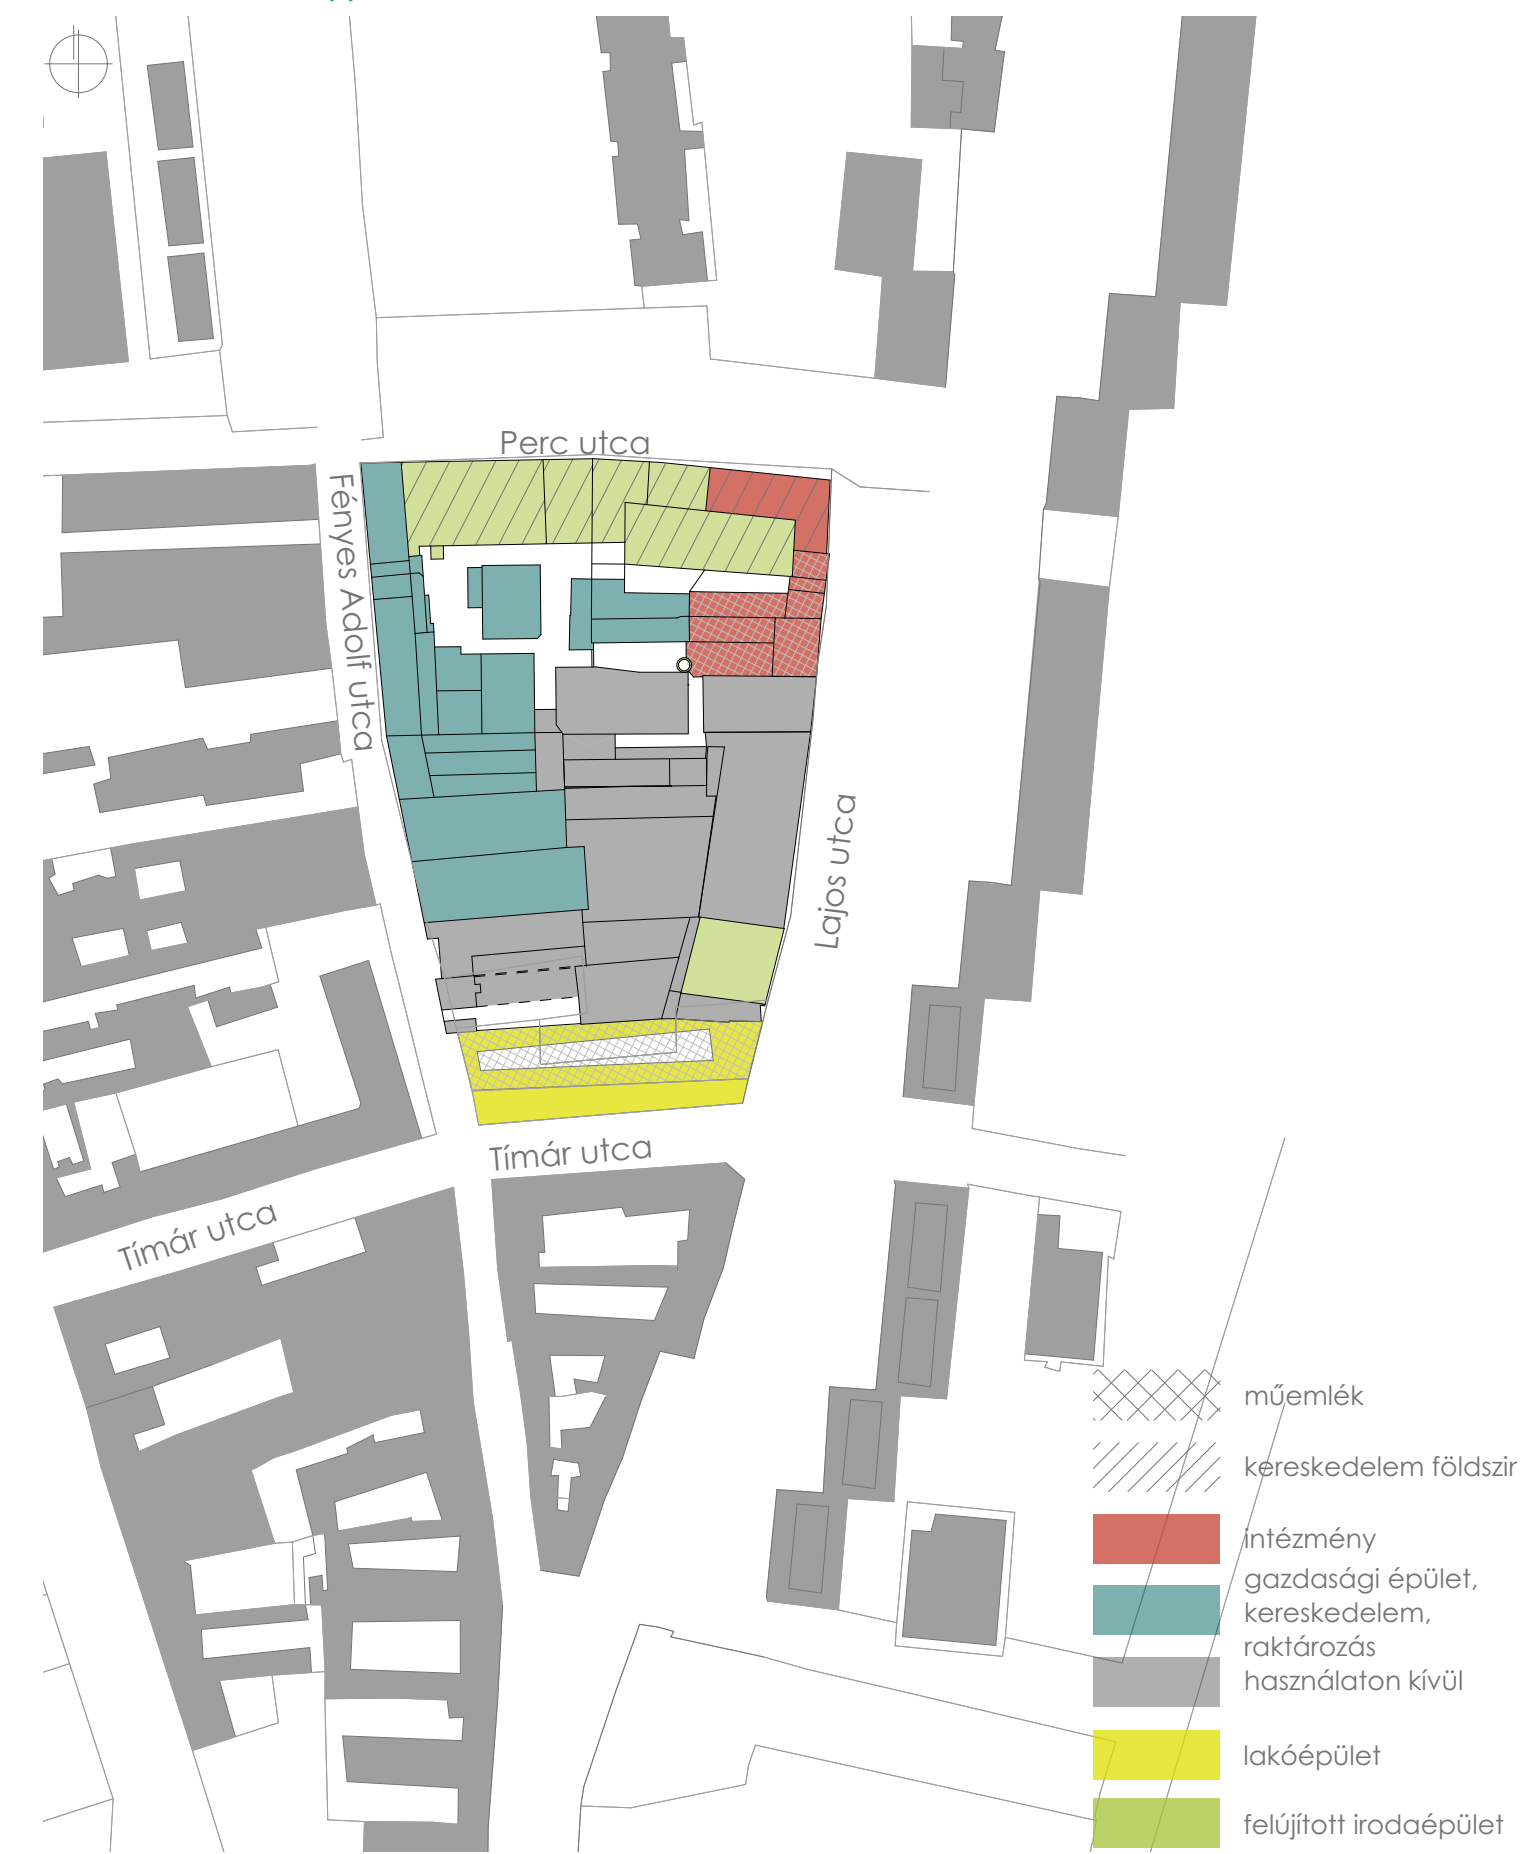 Perc utca
Fényes Adolf utca
Lajos utca
Tímár utca
Tímár utca
műemlék
kereskedelem földszin
intézmény
gazdasági épület,
kereskedelem,
raktározás
használaton kívül
lakóépület
felújított irodaépület